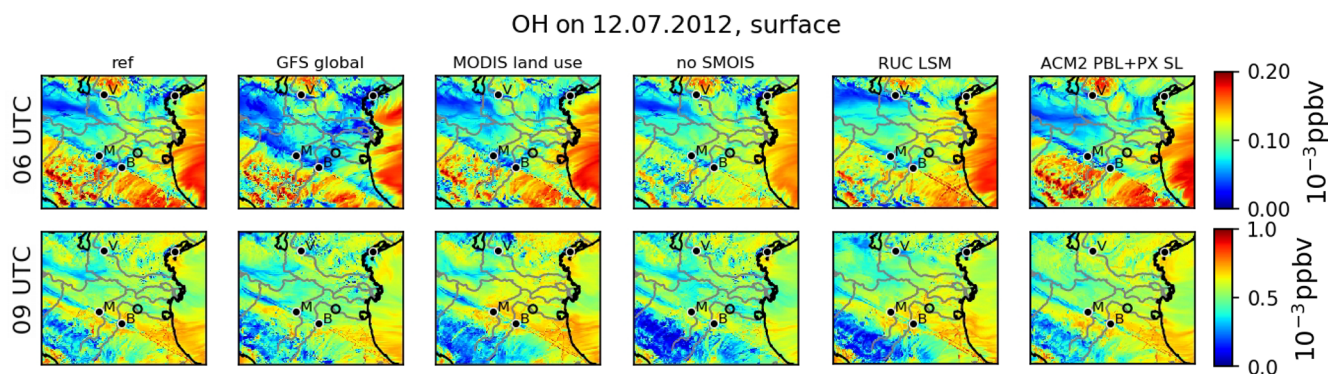 OH on 12.07.2012, surface
ref GFS global MODIS land use no SMOIS RUC LSM ACM2 PBL+PX SL
06 UTC
V V V V V V
M M M M M M
B B B B B B
0.20
0.10
0.00
10⁻³ppbv
09 UTC
V V V V V V
M M M M M M
B B B B B B
1.0
0.5
0.0
10⁻³ppbv